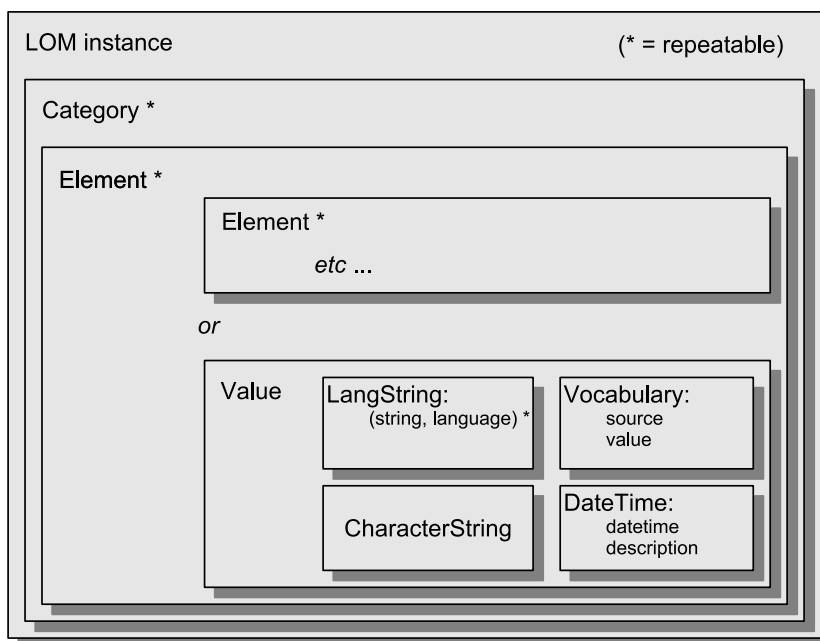 LOM instance (* = repeatable)
Category *
Element *
Element *
etc ...
or
Value
LangString:
(string, language) *
Vocabulary:
source
value
CharacterString
DateTime:
datetime
description